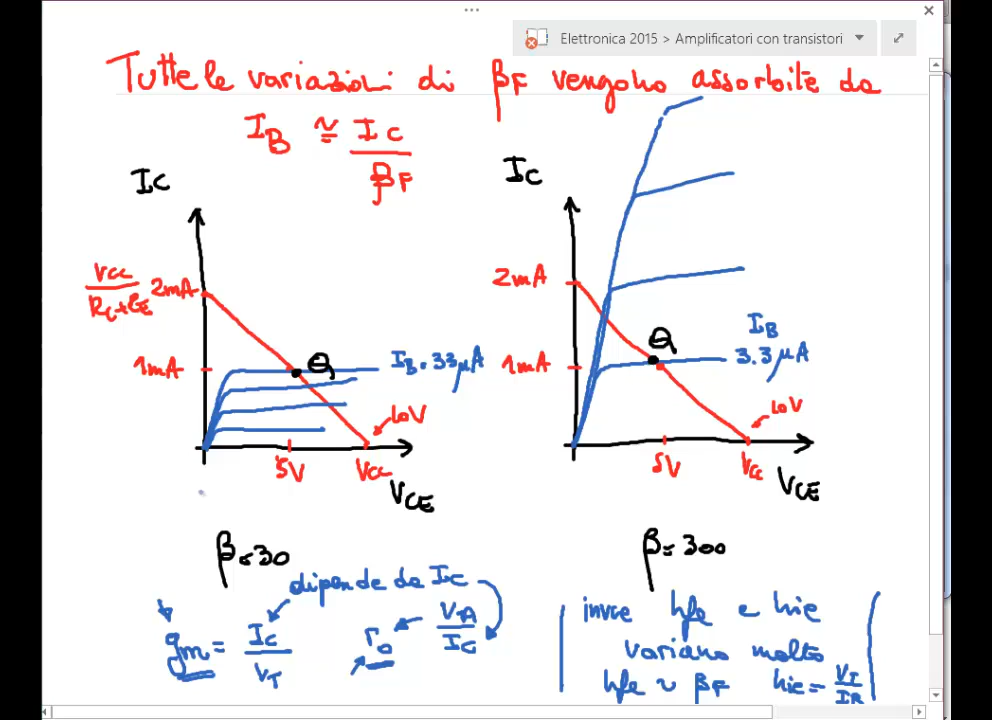 Elettronica 2015 > Amplificatori con transistori
Tutte le variazioni di βF vengono assorbite da
IB ≅ IC / βF
IC
VCC / RC+RE 2mA
1mA
Q
IB = 33μA
10V
5V
VCC
VCE
β=30
IC
2mA
1mA
Q
IB
3.3μA
10V
5V
VCC
VCE
β=300
dipende da IC
gm = IC / VT
ro
VA / IC
invce hfe e hie
variano molto
hfe ~ βF hie = VT / IB